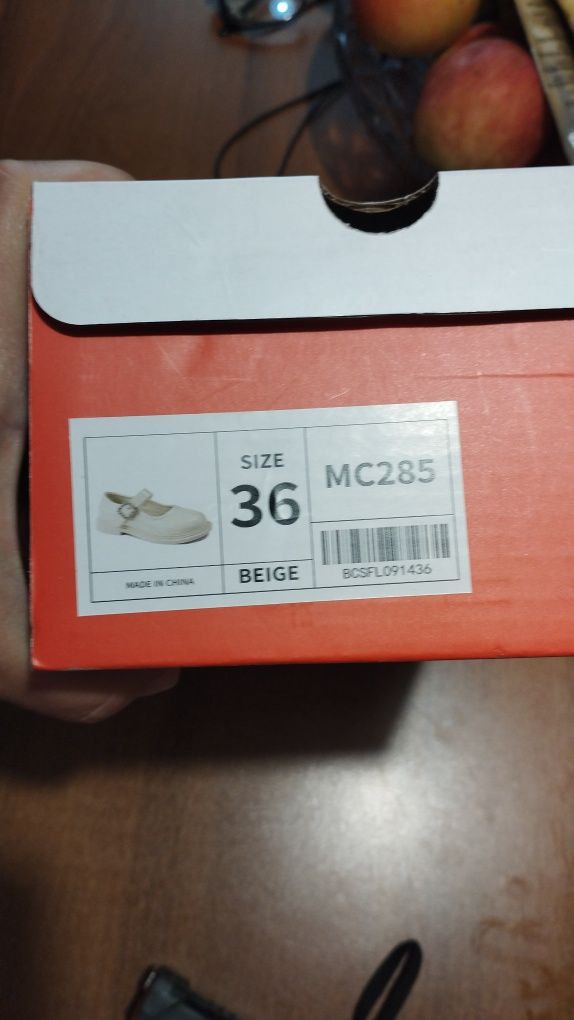 SIZE
36
BEIGE
MC285
BCSFL091436
MADE IN CHINA